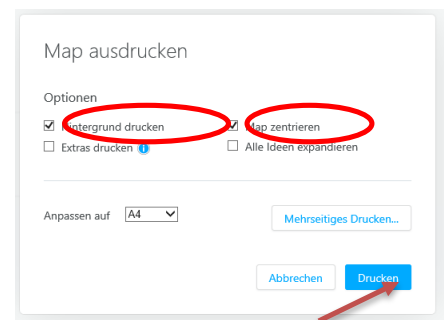 Map ausdrucken
Optionen
Hintergrund drucken Map zentrieren
Extras drucken Alle Ideen expandieren
Anpassen auf A4 Mehrseitiges Drucken...
Abbrechen Drucken